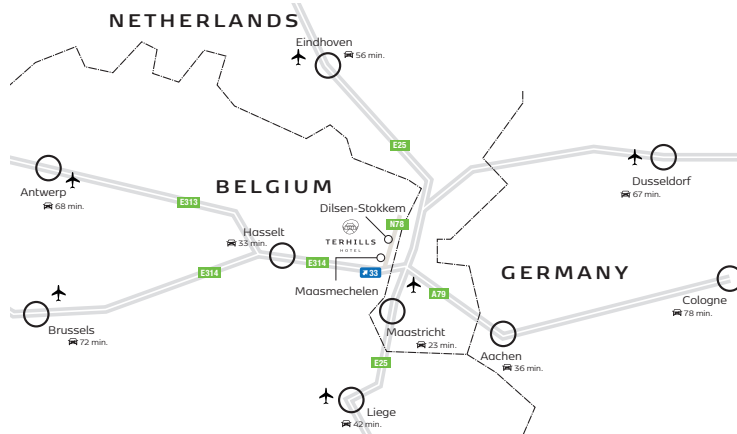 NETHERLANDS
Eindhoven
56 min.
E25
Antwerp
68 min.
E313
BELGIUM
Dusseldorf
67 min.
Dilsen-Stokkem
N78
TERHILLS
HOTEL
Hasselt
33 min.
E314
E314
33
Maasmechelen
GERMANY
A79
Cologne
78 min.
Brussels
72 min.
Maastricht
23 min.
Aachen
36 min.
E25
Liege
42 min.